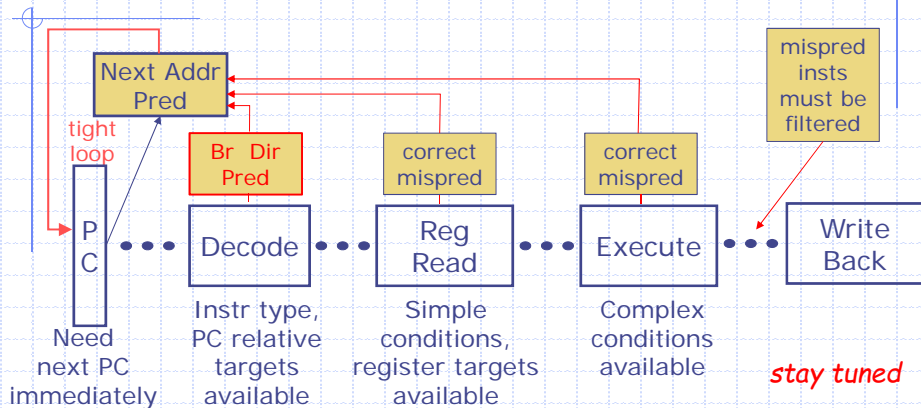 Next Addr
Pred
tight
loop
P
C
Need
next PC
immediately
Br Dir
Pred
Decode
Instr type,
PC relative
targets
available
correct
mispred
Reg
Read
Simple
conditions,
register targets
available
correct
mispred
Execute
Complex
conditions
available
mispred
insts
must be
filtered
Write
Back
stay tuned